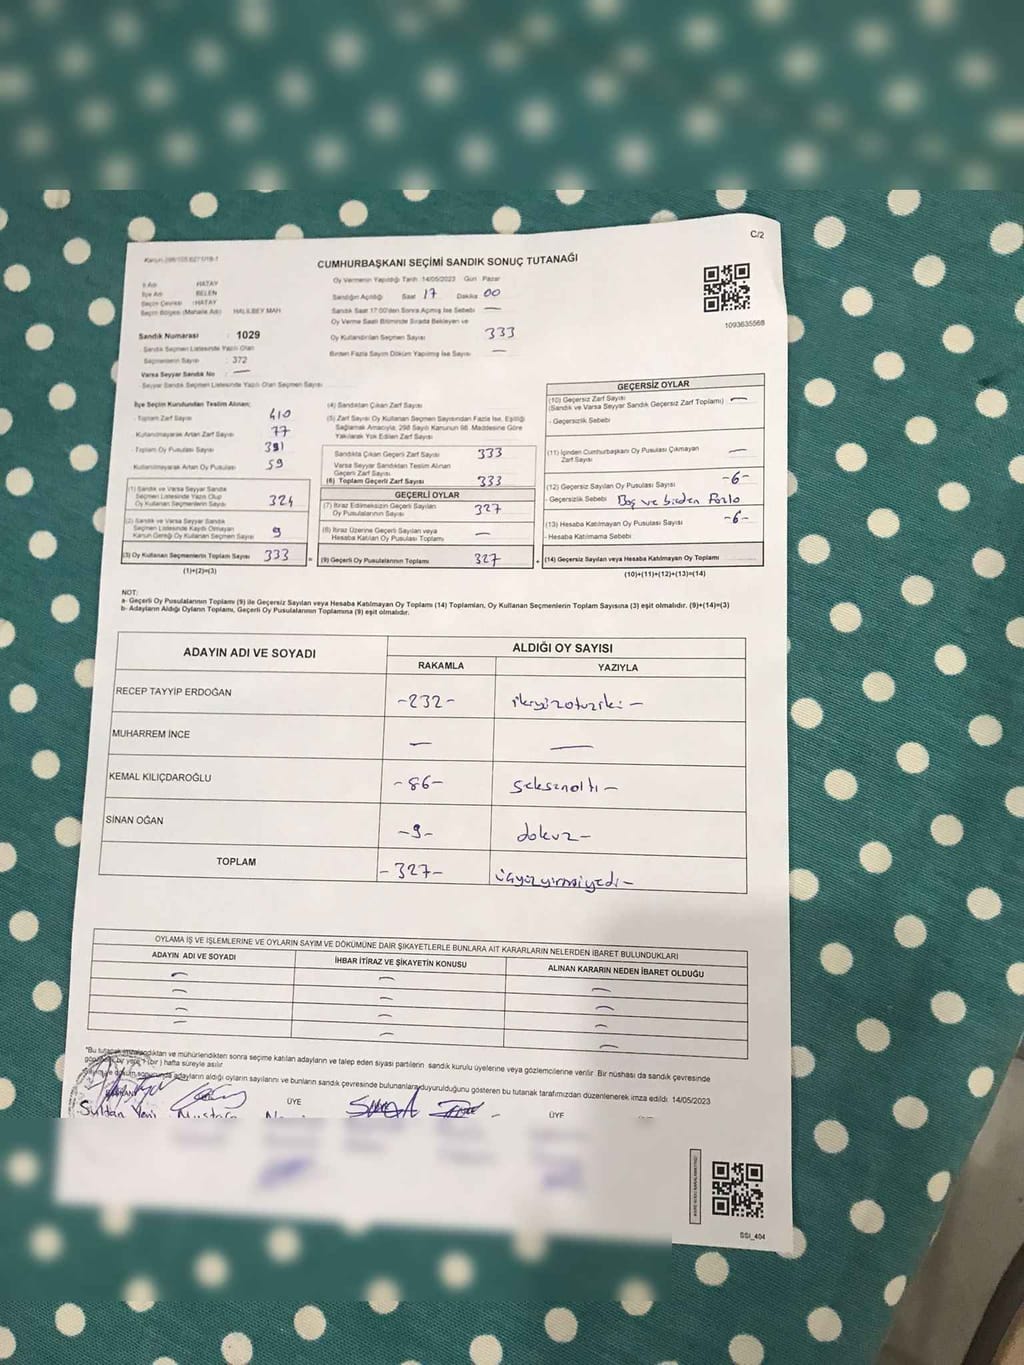 C/2
CUMHURBAŞKANI SEÇİMİ SANDIK SONUÇ TUTANAĞI
1093635568
İl Adı : HATAY
İlçe Adı : BELEN
Seçim Çevresi : HATAY
Seçim Bölgesi (Mahalle Adı) : HALİLBEY MAH
Sandık Numarası : 1029
Sandık Seçmen Listesinde Yazılı Olan
Seçmenlerin Sayısı : 372
Varsa Seyyar Sandık No : —
Seyyar Sandık Seçmen Listesinde Yazılı Olan Seçmen Sayısı
Oy Vermenin Yapıldığı Tarih 14/05/2023 Gün : Pazar
Sandığın Açıldığı Saat 17 Dakika 00
Sandık Saat 17:00'den Sonra Açılmış İse Sebebi —
Oy Verme Saati Bitiminde Sırada Bekleyen ve
Oy Kullandırılan Seçmen Sayısı 333
Birden Fazla Sayım Döküm Yapılmış İse Sayısı —
İlçe Seçim Kurulundan Teslim Alınan;
- Toplam Zarf Sayısı 410
- Kullanılmayarak Artan Zarf Sayısı 77
- Toplam Oy Pusulası Sayısı 391
Kullanılmayarak Artan Oy Pusulası 59
(1) Sandık ve Varsa Seyyar Sandık
Seçmen Listesinde Yazılı Olup
Oy Kullanan Seçmenlerin Sayısı 324
(2) Sandık ve Varsa Seyyar Sandık
Seçmen Listesinde Kayıtlı Olmayan
Kanun Gereği Oy Kullanan Seçmen Sayısı 9
(3) Oy Kullanan Seçmenlerin Toplam Sayısı 333
(1)+(2)=(3)
(4) Sandıktan Çıkan Zarf Sayısı
(5) Zarf Sayısı Oy Kullanan Seçmen Sayısından Fazla İse, Eşitliği
Sağlamak Amacıyla, 298 Sayılı Kanunun 98. Maddesine Göre
Yakılarak Yok Edilen Zarf Sayısı
Sandıkta Çıkan Geçerli Zarf Sayısı 333
Varsa Seyyar Sandıktan Teslim Alınan
Geçerli Zarf Sayısı
(6) Toplam Geçerli Zarf Sayısı 333
GEÇERLİ OYLAR
(7) İtiraz Edilmeksizin Geçerli Sayılan
Oy Pusulalarının Sayısı 327
(8) İtiraz Üzerine Geçerli Sayılan veya
Hesaba Katılan Oy Pusulası Toplamı —
= (9) Geçerli Oy Pusulalarının Toplamı 327
GEÇERSİZ OYLAR
(10) Geçersiz Zarf Sayısı
(Sandık ve Varsa Seyyar Sandık Geçersiz Zarf Toplamı) —
- Geçersizlik Sebebi
(11) İçinden Cumhurbaşkanı Oy Pusulası Çıkmayan
Zarf Sayısı —
(12) Geçersiz Sayılan Oy Pusulası Sayısı -6-
- Geçersizlik Sebebi Boş ve birden Fazla
(13) Hesaba Katılmayan Oy Pusulası Sayısı -6-
- Hesaba Katılmama Sebebi
+ (14) Geçersiz Sayılan veya Hesaba Katılmayan Oy Toplamı
(10)+(11)+(12)+(13)=(14)
NOT:
a- Geçerli Oy Pusulalarının Toplamı (9) ile Geçersiz Sayılan veya Hesaba Katılmayan Oy Toplamı (14) Toplamları, Oy Kullanan Seçmenlerin Toplam Sayısına (3) eşit olmalıdır. (9)+(14)=(3)
b- Adayların Aldığı Oyların Toplamı, Geçerli Oy Pusulalarının Toplamına (9) eşit olmalıdır.
ADAYIN ADI VE SOYADI ALDIĞI OY SAYISI
RAKAMLA YAZIYLA
RECEP TAYYİP ERDOĞAN -232- ikiyüzotuziki -
MUHARREM İNCE — —
KEMAL KILIÇDAROĞLU -86- Seksenaltı -
SİNAN OĞAN -9- dokuz -
TOPLAM -327- üçyüzyirmiyedi -
OYLAMA İŞ VE İŞLEMLERİNE VE OYLARIN SAYIM VE DÖKÜMÜNE DAİR ŞİKAYETLERLE BUNLARA AİT KARARLARIN NELERDEN İBARET BULUNDUKLARI
ADAYIN ADI VE SOYADI İHBAR İTİRAZ VE ŞİKAYETİN KONUSU ALINAN KARARIN NEDEN İBARET OLDUĞU
— — —
— — —
— — —
— — —
*Bu tutanak imzalandıktan ve mühürlendikten sonra seçime katılan adayların ve talep eden siyasi partilerin sandık kurulu üyelerine veya gözlemcilerine verilir. Bir nüshası da sandık çevresinde
görülebilir bir yere 1 (bir) hafta süreyle asılır.
adayların aldığı oyların sayılarını ve bunların sandık çevresinde bulunanlara duyurulduğunu gösteren bu tutanak tarafımızdan düzenlenerek imza edildi. 14/05/2023
ÜYE ÜYE
Sultan
SSI_404